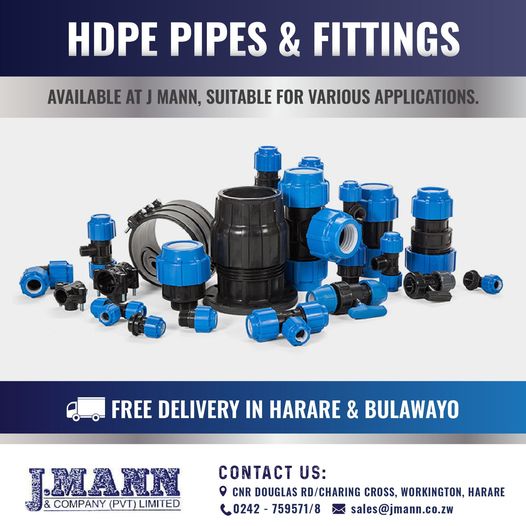 HDPE PIPES & FITTINGS
AVAILABLE AT J MANN, SUITABLE FOR VARIOUS APPLICATIONS.
FREE DELIVERY IN HARARE & BULAWAYO
J.MANN
& COMPANY (PVT) LIMITED
CONTACT US:
CNR DOUGLAS RD/CHARING CROSS, WORKINGTON, HARARE
0242 - 759571/8 sales@jmann.co.zw